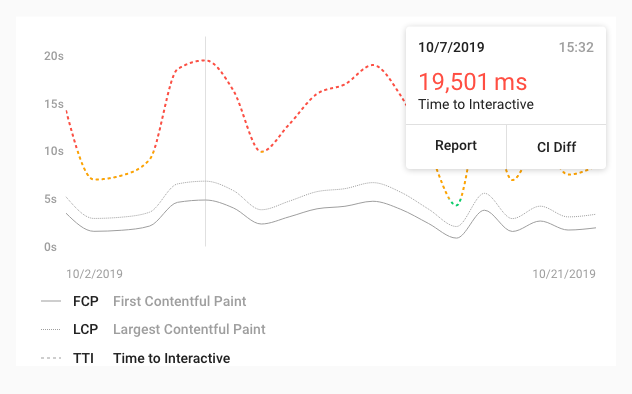 20s
15s
10s
5s
0s
10/2/2019
10/21/2019
10/7/2019 15:32
19,501 ms
Time to Interactive
Report CI Diff
FCP First Contentful Paint
LCP Largest Contentful Paint
TTI Time to Interactive